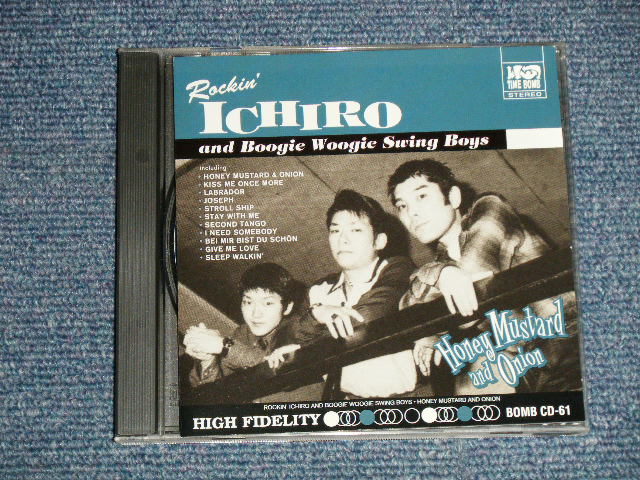 Rockin'
ICHIRO
and Boogie Woogie Swing Boys
TIME BOMB
STEREO
including
· HONEY MUSTARD & ONION
· KISS ME ONCE MORE
· LABRADOR
· JOSEPH
· STROLL SHIP
· STAY WITH ME
· SECOND TANGO
· I NEED SOMEBODY
· BEI MIR BIST DU SCHÖN
· GIVE ME LOVE
· SLEEP WALKIN'
Honey Mustard
and Onion
ROCKIN' ICHIRO AND BOOGIE WOOGIE SWING BOYS · HONEY MUSTARD AND ONION
HIGH FIDELITY
BOMB CD-61